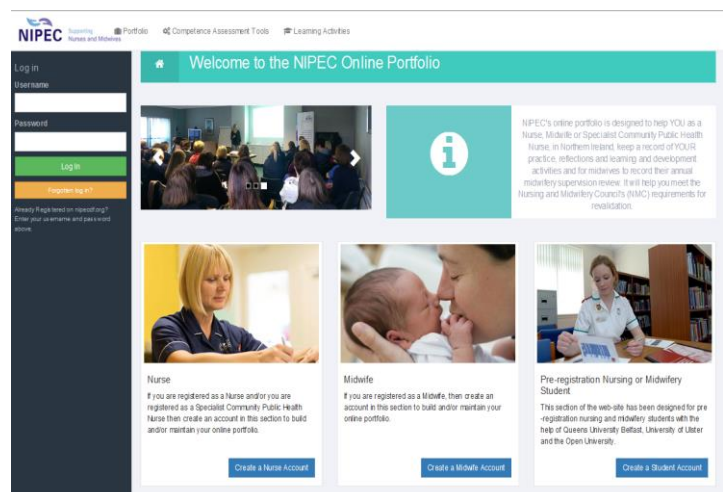 NIPEC
Supporting
Nurses and Midwives
Portfolio
Competence Assessment Tools
Learning Activities
Log in
Username
Password
Log In
Forgotten log in?
Already Registered on nipecdf.org?
Enter your username and password
above.
Welcome to the NIPEC Online Portfolio
NIPEC's online portfolio is designed to help YOU as a
Nurse, Midwife or Specialist Community Public Health
Nurse, in Northern Ireland, keep a record of YOUR
practice, reflections and learning and development
activities and for midwives to record their annual
midwifery supervision review. It will help you meet the
Nursing and Midwifery Council's (NMC) requirements for
revalidation.
Nurse
If you are registered as a Nurse and/or you are
registered as a Specialist Community Public Health
Nurse then create an account in this section to build
and/or maintain your online portfolio.
Create a Nurse Account
Midwife
If you are registered as a Midwife, then create an
account in this section to build and/or maintain your
online portfolio.
Create a Midwife Account
Pre-registration Nursing or Midwifery
Student
This section of the web-site has been designed for pre
-registration nursing and midwifery students with the
help of Queens University Belfast, University of Ulster
and the Open University.
Create a Student Account